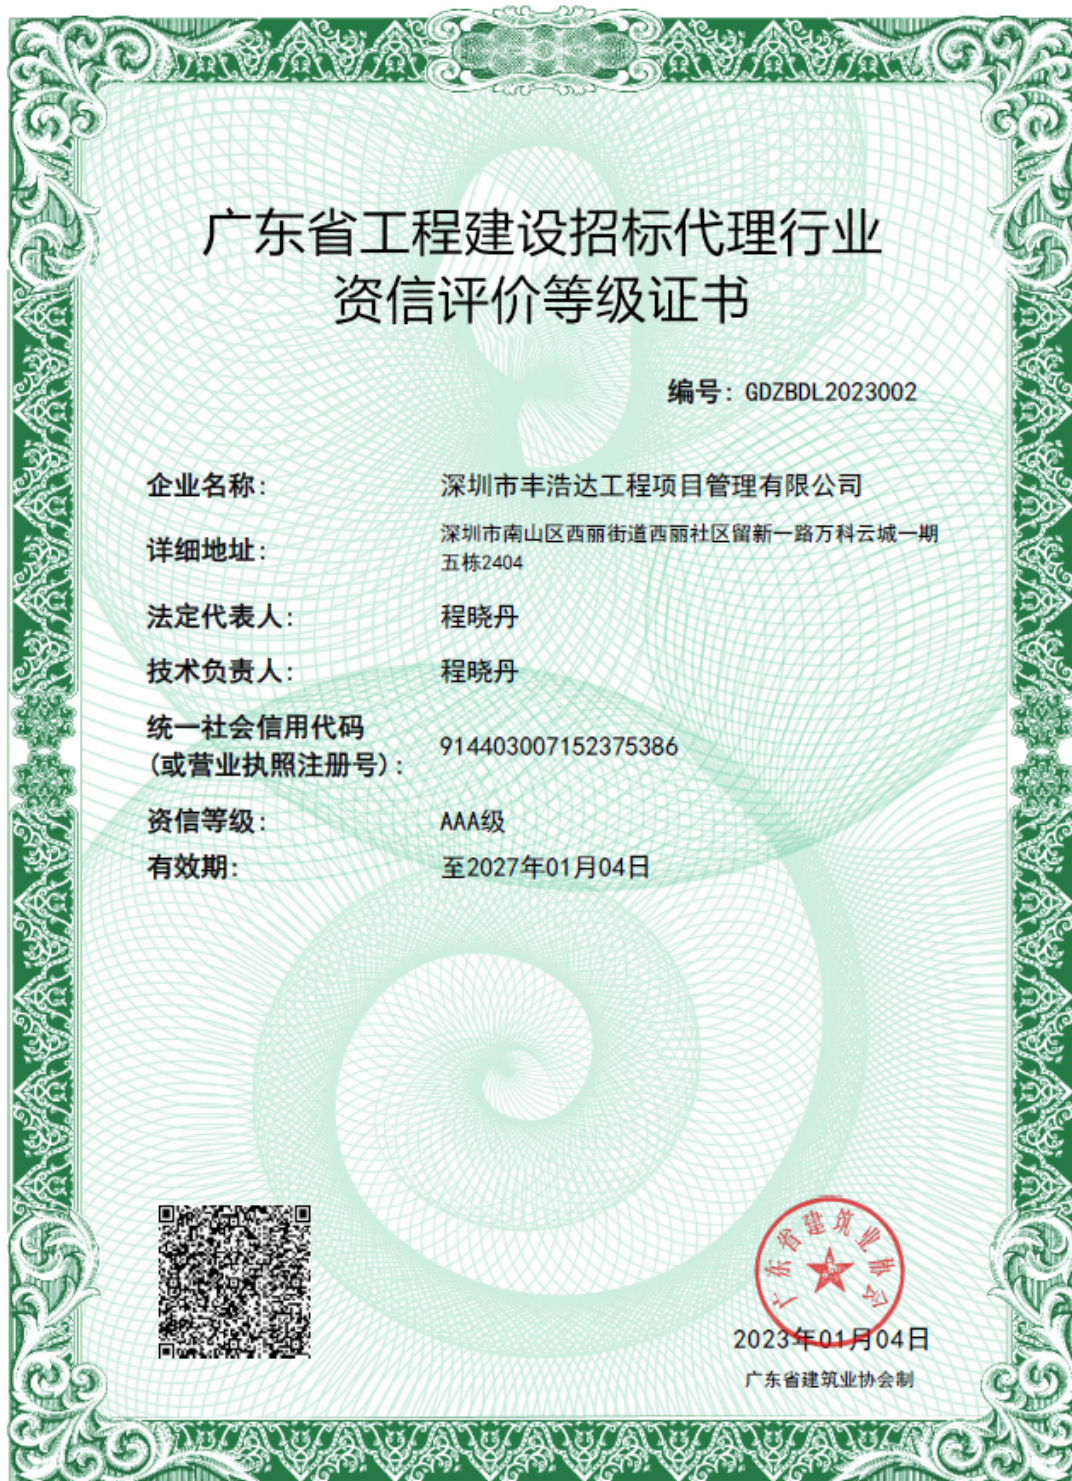 广东省工程建设招标代理行业
资信评价等级证书
编号：GDZBDL2023002
企业名称：深圳市丰浩达工程项目管理有限公司
详细地址：深圳市南山区西丽街道西丽社区留新一路万科云城一期
五栋2404
法定代表人：程晓丹
技术负责人：程晓丹
统一社会信用代码
(或营业执照注册号)：914403007152375386
资信等级：AAA级
有效期：至2027年01月04日
广东省建筑业协会
2023年01月04日
广东省建筑业协会制